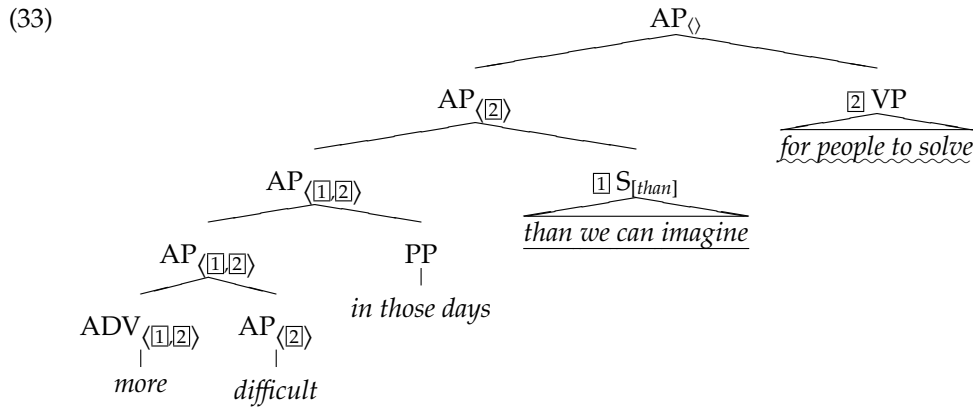 (33) AP⟨⟩
AP⟨[2]⟩ [2] VP
for people to solve
AP⟨[1],[2]⟩ [1] S[than]
than we can imagine
AP⟨[1],[2]⟩ PP
in those days
ADV⟨[1],[2]⟩ AP⟨[2]⟩
more difficult